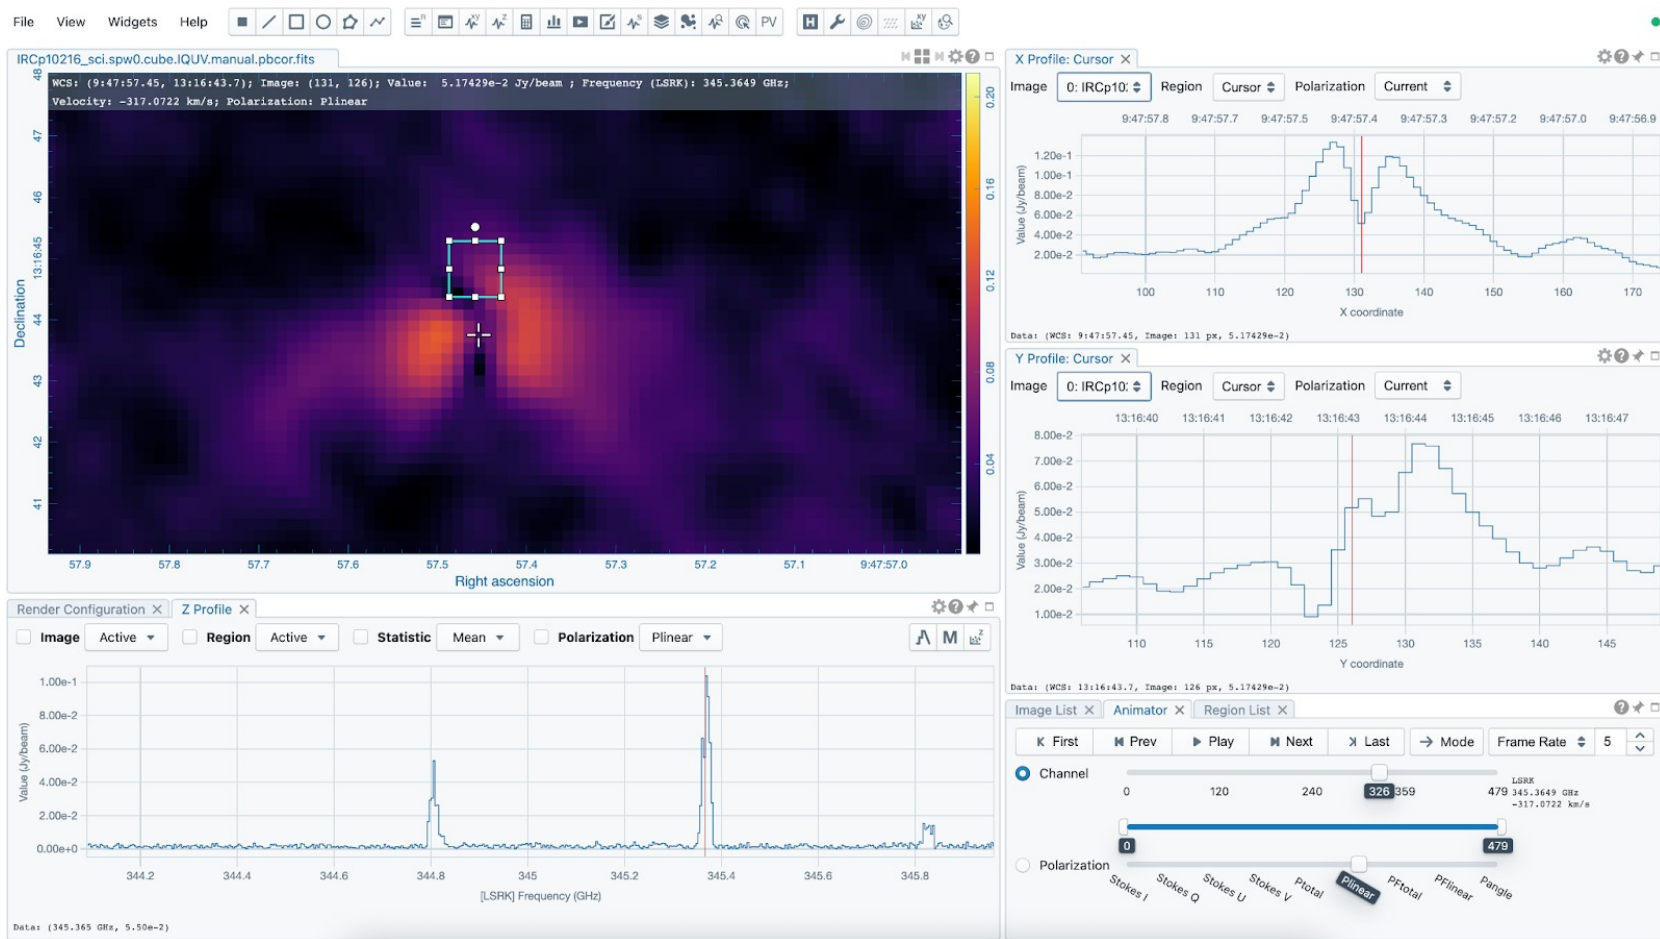 File View Widgets Help
PV
IRCp10216_sci.spw0.cube.IQUV.manual.pbcor.fits
WCS: (9:47:57.45, 13:16:43.7); Image: (131, 126); Value: 5.17429e-2 Jy/beam ; Frequency (LSRK): 345.3649 GHz;
Velocity: -317.0722 km/s; Polarization: Plinear
48
47
46
13:16:45
44
43
42
41
Declination
57.9 57.8 57.7 57.6 57.5 57.4 57.3 57.2 57.1 9:47:57.0
Right ascension
0.20
0.16
0.12
0.08
0.04
Render Configuration Z Profile
Image Active Region Active Statistic Mean Polarization Plinear
M
1.00e-1
8.00e-2
6.00e-2
4.00e-2
2.00e-2
0.00e+0
Value (Jy/beam)
344.2 344.4 344.6 344.8 345 345.2 345.4 345.6 345.8
[LSRK] Frequency (GHz)
Data: (345.365 GHz, 5.50e-2)
X Profile: Cursor
Image 0: IRCp10: Region Cursor Polarization Current
9:47:57.8 9:47:57.7 9:47:57.5 9:47:57.4 9:47:57.3 9:47:57.2 9:47:57.0 9:47:56.9
1.20e-1
1.00e-1
8.00e-2
6.00e-2
4.00e-2
2.00e-2
Value (Jy/beam)
100 110 120 130 140 150 160 170
X coordinate
Data: (WCS: 9:47:57.45, Image: 131 px, 5.17429e-2)
Y Profile: Cursor
Image 0: IRCp10: Region Cursor Polarization Current
13:16:40 13:16:41 13:16:42 13:16:43 13:16:44 13:16:45 13:16:46 13:16:47
8.00e-2
7.00e-2
6.00e-2
5.00e-2
4.00e-2
3.00e-2
2.00e-2
1.00e-2
Value (Jy/beam)
110 115 120 125 130 135 140 145
Y coordinate
Data: (WCS: 13:16:43.7, Image: 126 px, 5.17429e-2)
Image List Animator Region List
First Prev Play Next Last Mode Frame Rate 5
Channel
0 120 240 326 359 479
LSRK
345.3649 GHz
-317.0722 km/s
0 479
Polarization
Stokes I Stokes Q Stokes U Stokes V Ptotal Plinear PFtotal PFlinear Pangle